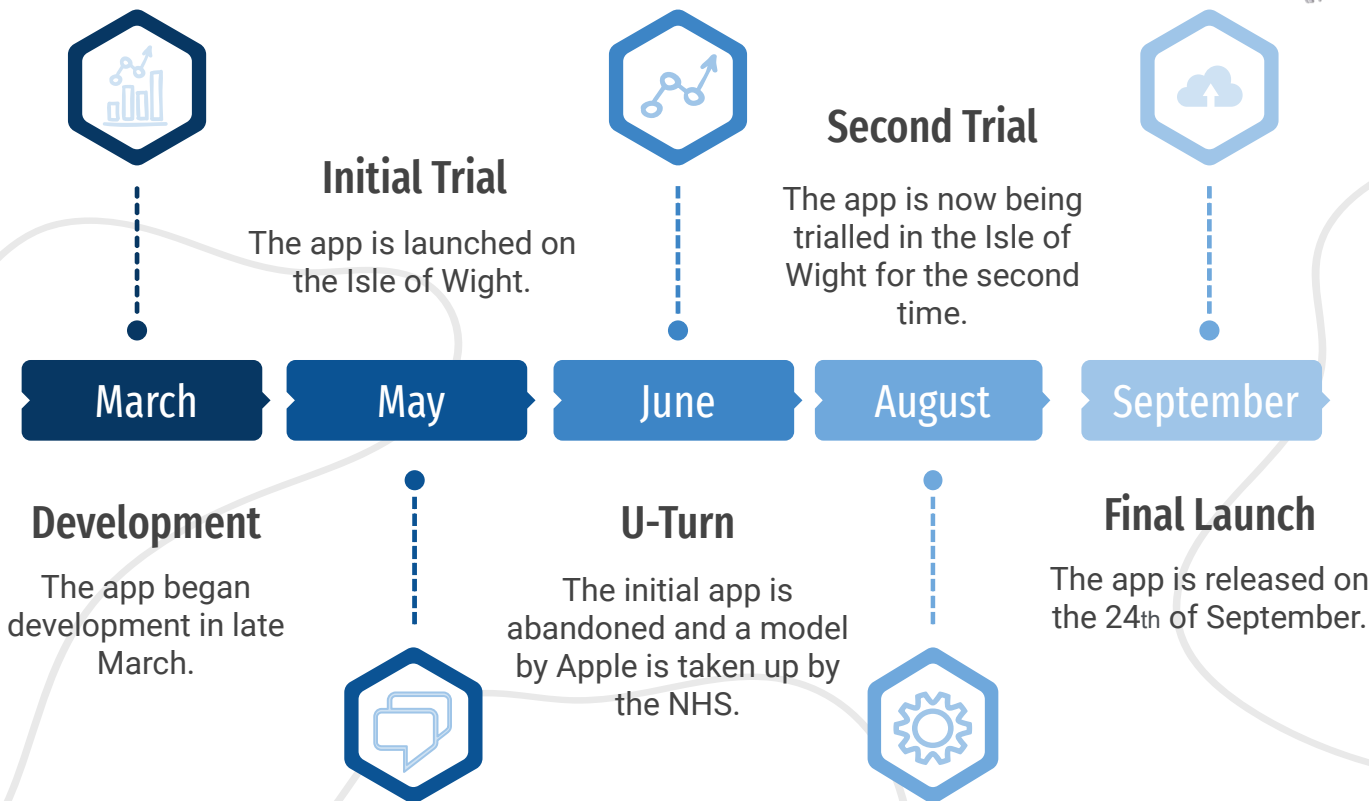 Initial Trial
The app is launched on
the Isle of Wight.
Second Trial
The app is now being
trialled in the Isle of
Wight for the second
time.
March
May
June
August
September
Development
The app began
development in late
March.
U-Turn
The initial app is
abandoned and a model
by Apple is taken up by
the NHS.
Final Launch
The app is released on
the 24th of September.